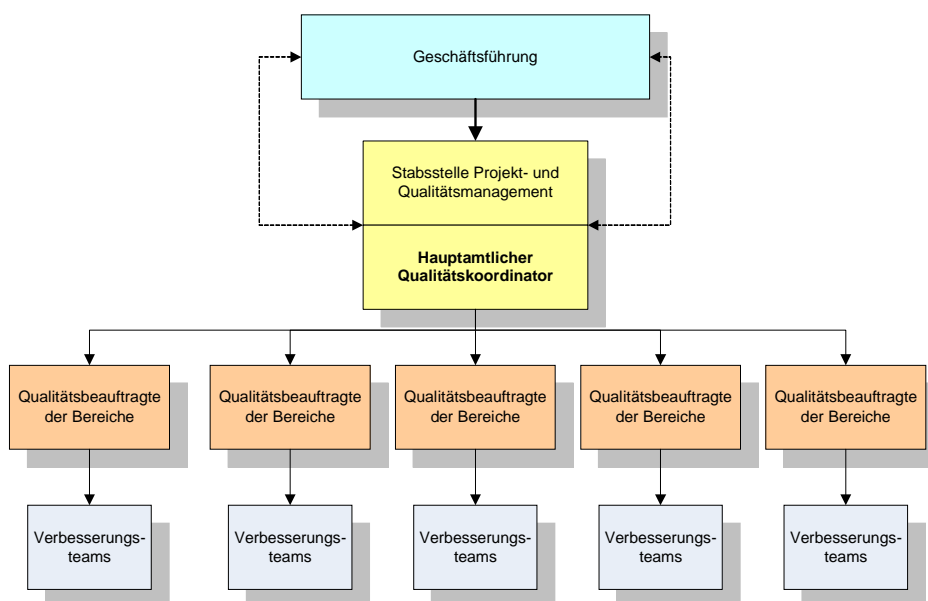 Geschäftsführung
Stabsstelle Projekt- und
Qualitätsmanagement
Hauptamtlicher
Qualitätskoordinator
Qualitätsbeauftragte
der Bereiche
Qualitätsbeauftragte
der Bereiche
Qualitätsbeauftragte
der Bereiche
Qualitätsbeauftragte
der Bereiche
Qualitätsbeauftragte
der Bereiche
Verbesserungs-
teams
Verbesserungs-
teams
Verbesserungs-
teams
Verbesserungs-
teams
Verbesserungs-
teams